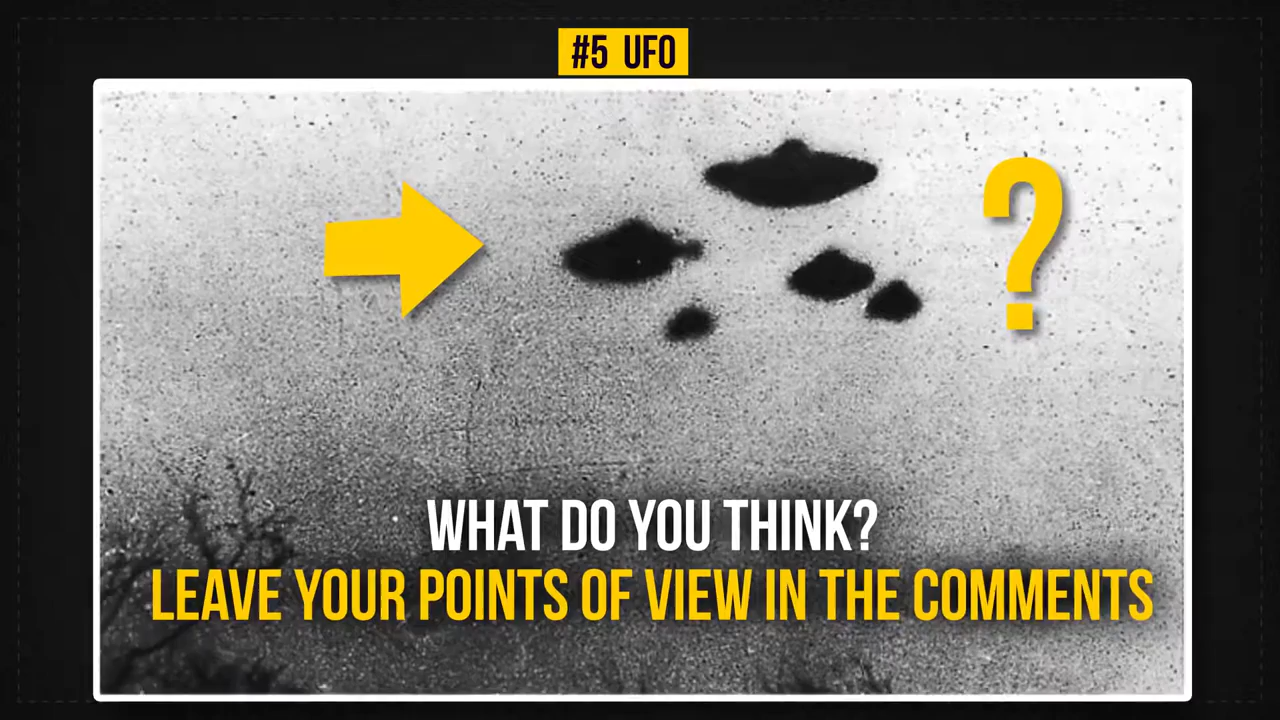 #5 UFO
?
WHAT DO YOU THINK?
LEAVE YOUR POINTS OF VIEW IN THE COMMENTS